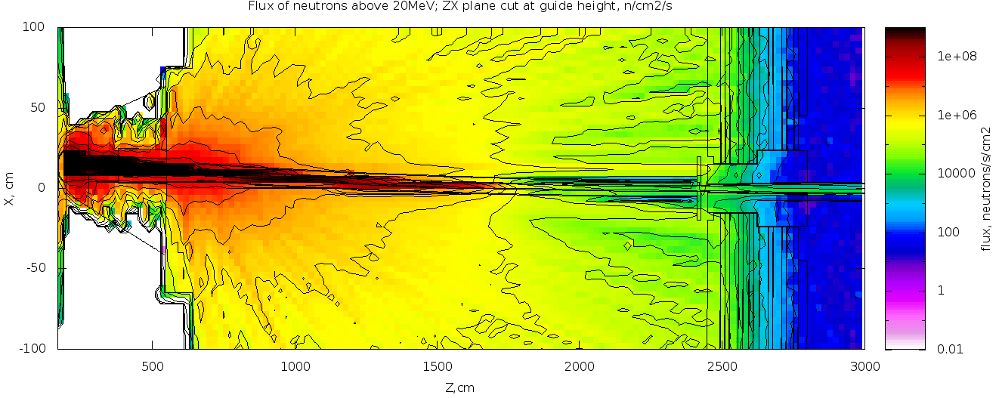 Flux of neutrons above 20MeV; ZX plane cut at guide height, n/cm2/s
100
50
0
-50
-100
X, cm
500
1000
1500
2000
2500
3000
Z,cm
1e+08
1e+06
10000
100
1
0.01
flux, neutrons/s/cm2